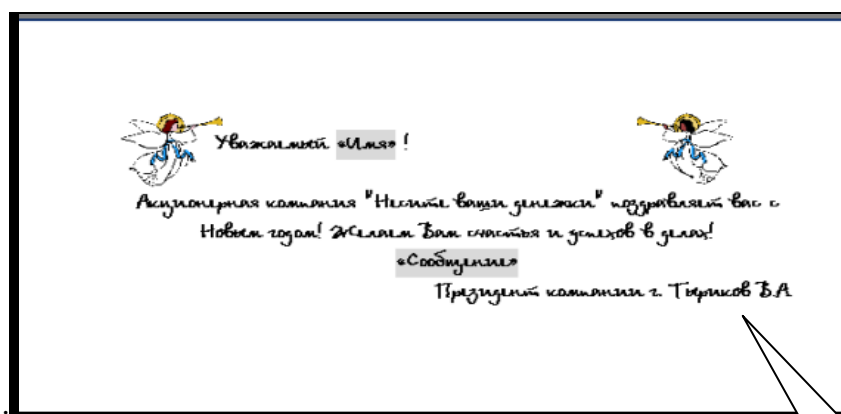 Уважаемый «Имя» !
Акционерная компания "Несите ваши денежки" поздравляет вас с
Новым годом! Желаем Вам счастья и успехов в делах!
«Сообщение»
Президент компании г. Тыриков В.А